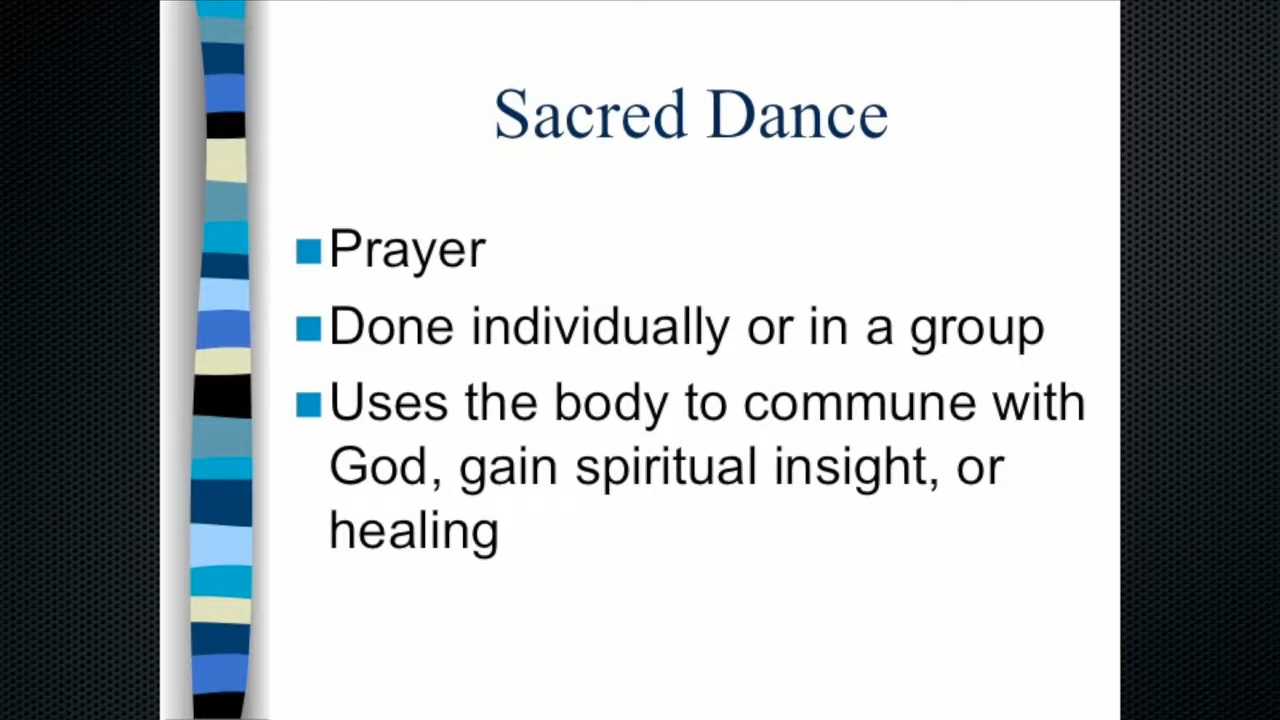 Sacred Dance
Prayer
Done individually or in a group
Uses the body to commune with
God, gain spiritual insight, or
healing